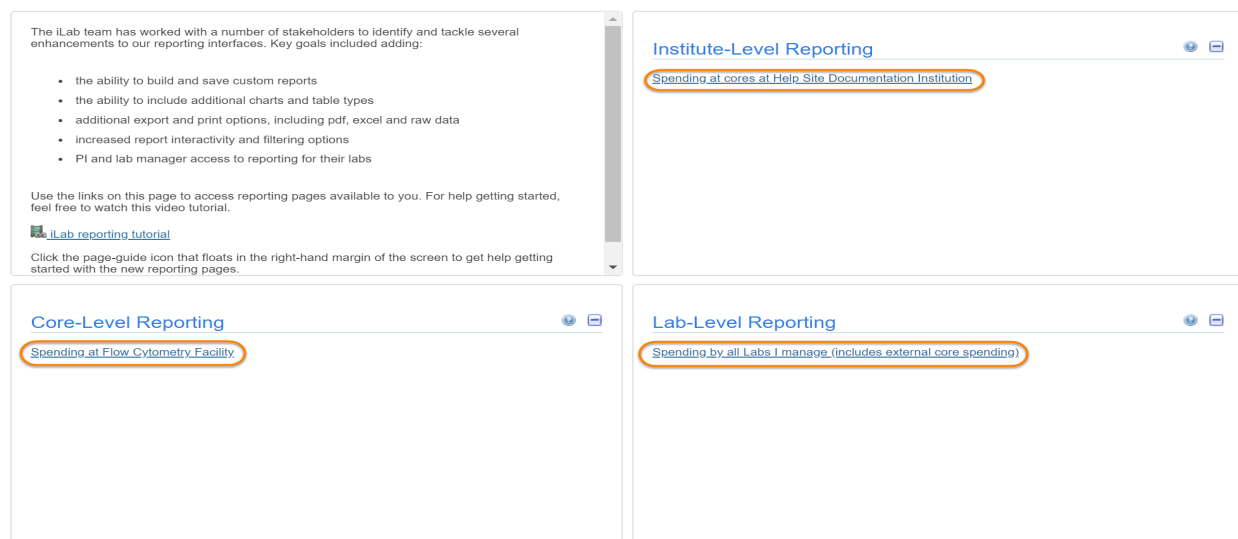 The iLab team has worked with a number of stakeholders to identify and tackle several
enhancements to our reporting interfaces. Key goals included adding:
• the ability to build and save custom reports
• the ability to include additional charts and table types
• additional export and print options, including pdf, excel and raw data
• increased report interactivity and filtering options
• PI and lab manager access to reporting for their labs
Use the links on this page to access reporting pages available to you. For help getting started,
feel free to watch this video tutorial.
iLab reporting tutorial
Click the page-guide icon that floats in the right-hand margin of the screen to get help getting
started with the new reporting pages.
Institute-Level Reporting
Spending at cores at Help Site Documentation Institution
Core-Level Reporting
Spending at Flow Cytometry Facility
Lab-Level Reporting
Spending by all Labs I manage (includes external core spending)